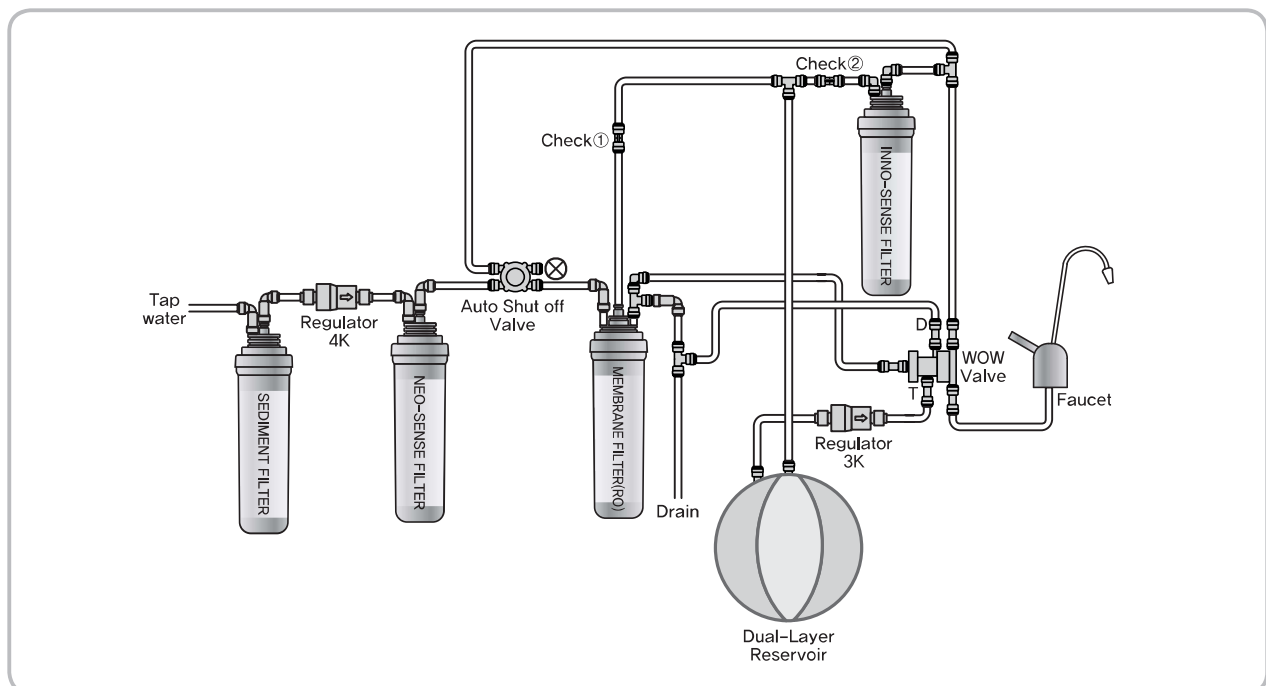 Check②
Check①
INNO-SENSE FILTER
Tap
water
Regulator
4K
Auto Shut off
Valve
D
WOW
Valve
T
Faucet
SEDIMENT FILTER
NEO-SENSE FILTER
MEMBRANE FILTER(RO)
Regulator
3K
Drain
Dual-Layer
Reservoir